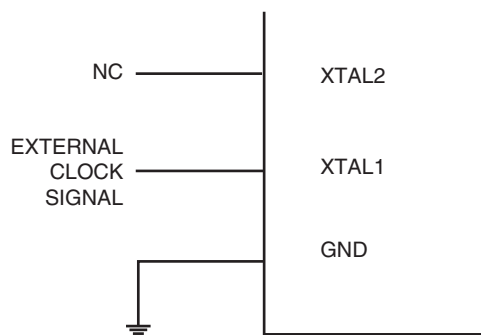 NC
XTAL2
EXTERNAL
CLOCK
SIGNAL
XTAL1
GND